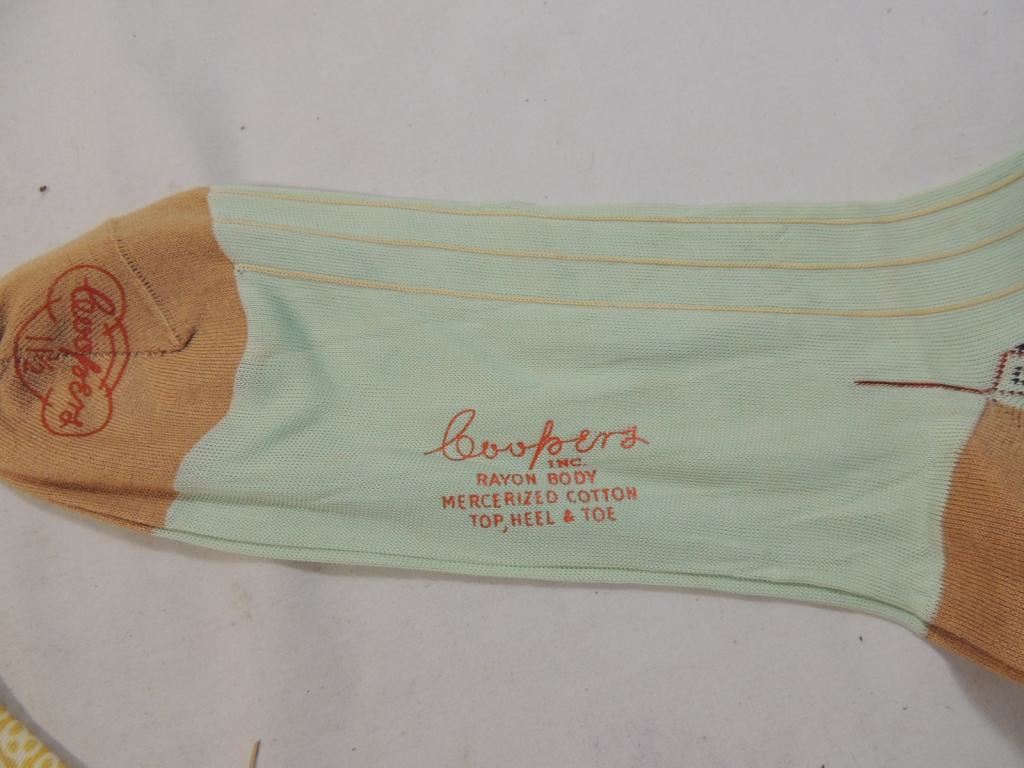 Coopers
11½
Coopers
INC.
RAYON BODY
MERCERIZED COTTON
TOP, HEEL & TOE